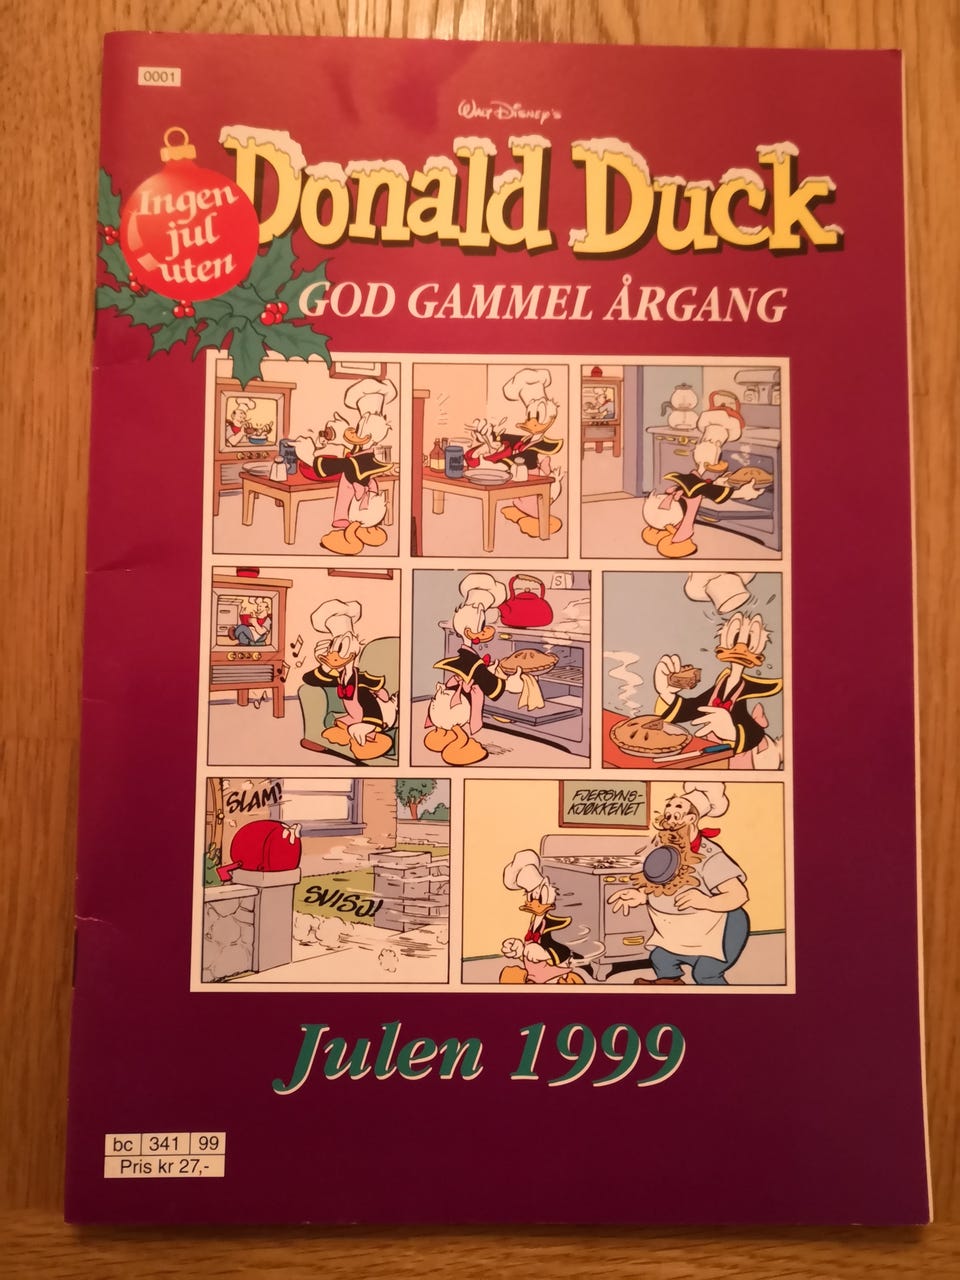 0001
WALT DISNEY's
Donald Duck
Ingen
jul
uten
GOD GAMMEL ÅRGANG
S
SLAM!
SVISJ!
FJERSYNS-
KJØKKENET
Julen 1999
bc 341 99
Pris kr 27,-